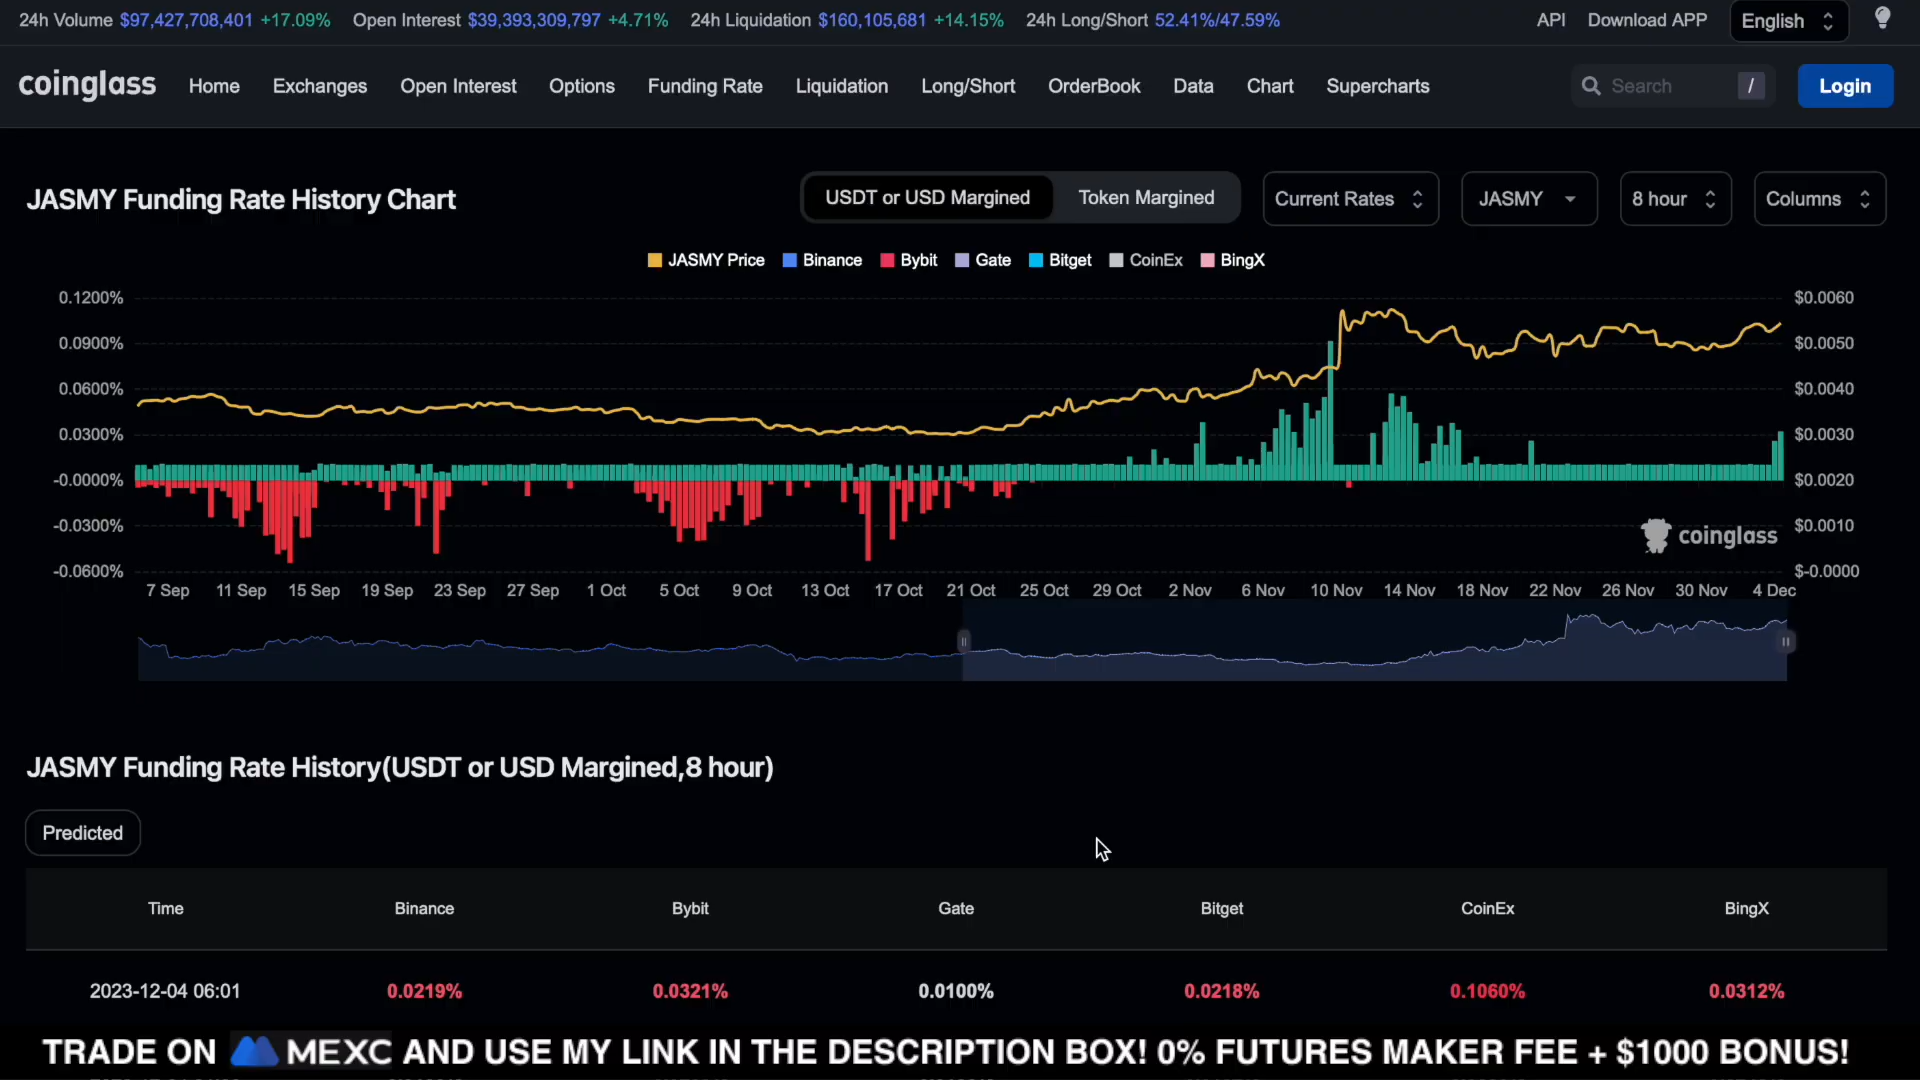 24h Volume $97,427,708,401 +17.09% Open Interest $39,393,309,797 +4.71% 24h Liquidation $160,105,681 +14.15% 24h Long/Short 52.41%/47.59% API Download APP English
coinglass Home Exchanges Open Interest Options Funding Rate Liquidation Long/Short OrderBook Data Chart Supercharts Search / Login
JASMY Funding Rate History Chart USDT or USD Margined Token Margined Current Rates JASMY 8 hour Columns
JASMY Price Binance Bybit Gate Bitget CoinEx BingX
0.1200% $0.0060
0.0900% $0.0050
0.0600% $0.0040
0.0300% $0.0030
-0.0000% $0.0020
-0.0300% $0.0010
coinglass
-0.0600% $-0.0000
7 Sep 11 Sep 15 Sep 19 Sep 23 Sep 27 Sep 1 Oct 5 Oct 9 Oct 13 Oct 17 Oct 21 Oct 25 Oct 29 Oct 2 Nov 6 Nov 10 Nov 14 Nov 18 Nov 22 Nov 26 Nov 30 Nov 4 Dec
JASMY Funding Rate History(USDT or USD Margined,8 hour)
Predicted
Time Binance Bybit Gate Bitget CoinEx BingX
2023-12-04 06:01 0.0219% 0.0321% 0.0100% 0.0218% 0.1060% 0.0312%
TRADE ON MEXC AND USE MY LINK IN THE DESCRIPTION BOX! 0% FUTURES MAKER FEE + $1000 BONUS!